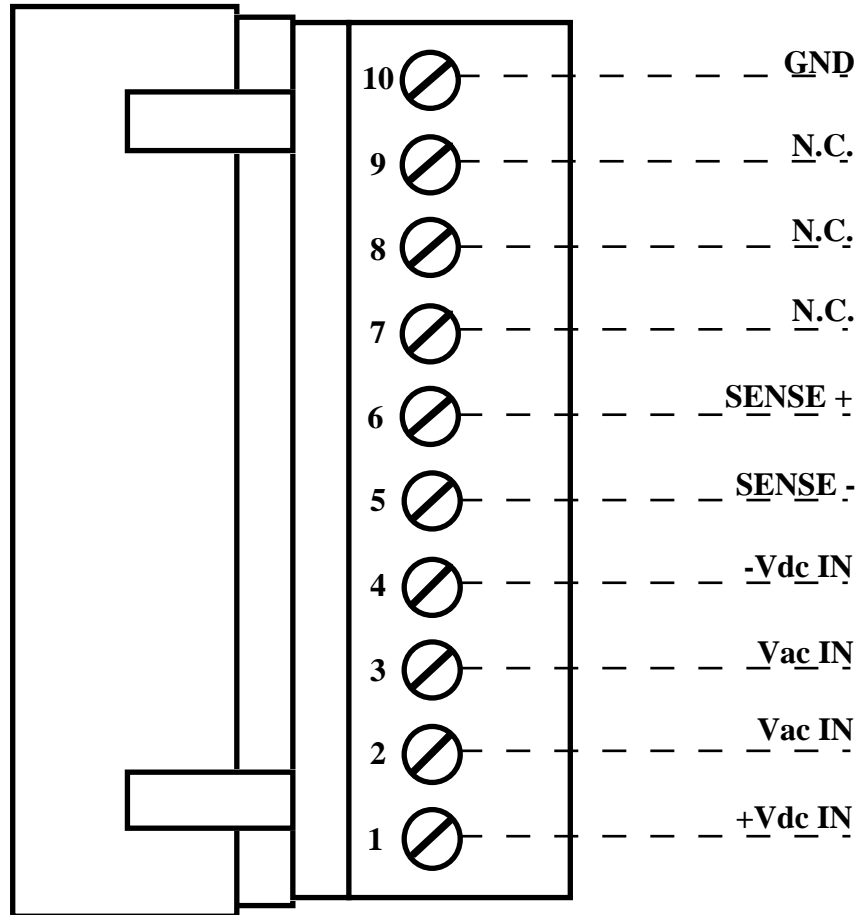 10 GND
9 N.C.
8 N.C.
7 N.C.
6 SENSE +
5 SENSE -
4 -Vdc IN
3 Vac IN
2 Vac IN
1 +Vdc IN